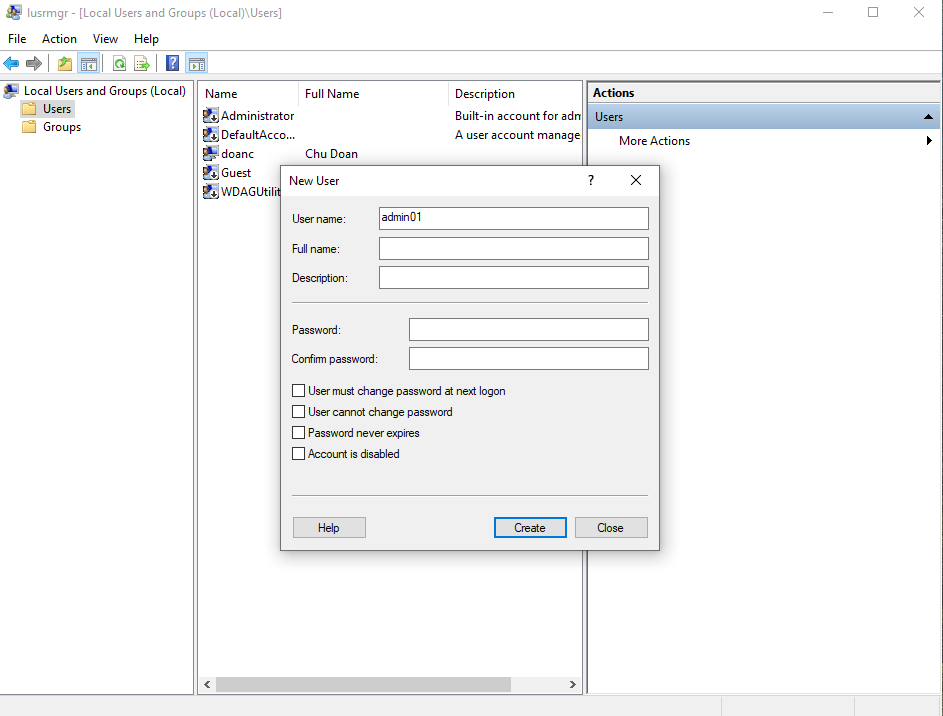 lusrmgr - [Local Users and Groups (Local)\Users]
File Action View Help
Local Users and Groups (Local)
Users
Groups
Name Full Name Description
Administrator Built-in account for adm
DefaultAcco... A user account manage
doanc Chu Doan
Guest
WDAGUtilit
Actions
Users
More Actions
New User
User name: admin01
Full name:
Description:
Password:
Confirm password:
User must change password at next logon
User cannot change password
Password never expires
Account is disabled
Help Create Close